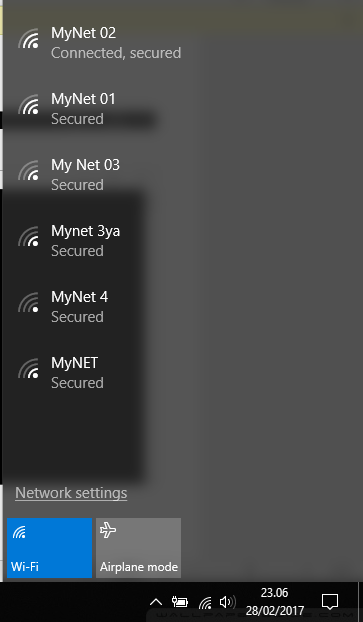 MyNet 02
Connected, secured
MyNet 01
Secured
My Net 03
Secured
Mynet 3ya
Secured
MyNet 4
Secured
MyNET
Secured
Network settings
Wi-Fi
Airplane mode
23.06
28/02/2017